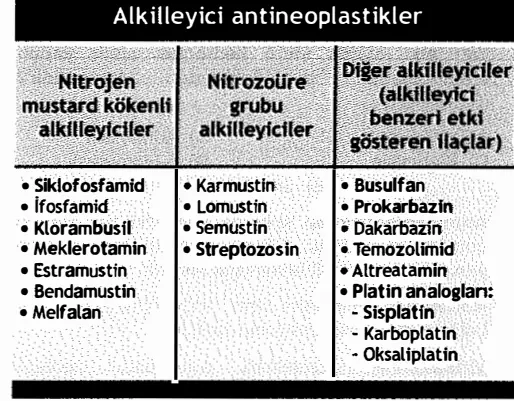 Alkilleyici antineoplastikler
Nitrojen
mustard kökenli
alkilleyiciler
Nitrozoüre
grubu
alkilleyiciler
Diğer alkilleyiciler
(alkilleyici
benzeri etki
gösteren ilaçlar)
• Siklofosfamid
• İfosfamid
• Klorambusil
• Meklerotamin
• Estramustin
• Bendamustin
• Melfalan
• Karmustin
• Lomustin
• Semustin
• Streptozosin
• Busulfan
• Prokarbazin
• Dakarbazin
• Temozolimid
• Altreatamin
• Platin analogları:
- Sisplatin
- Karboplatin
- Oksaliplatin